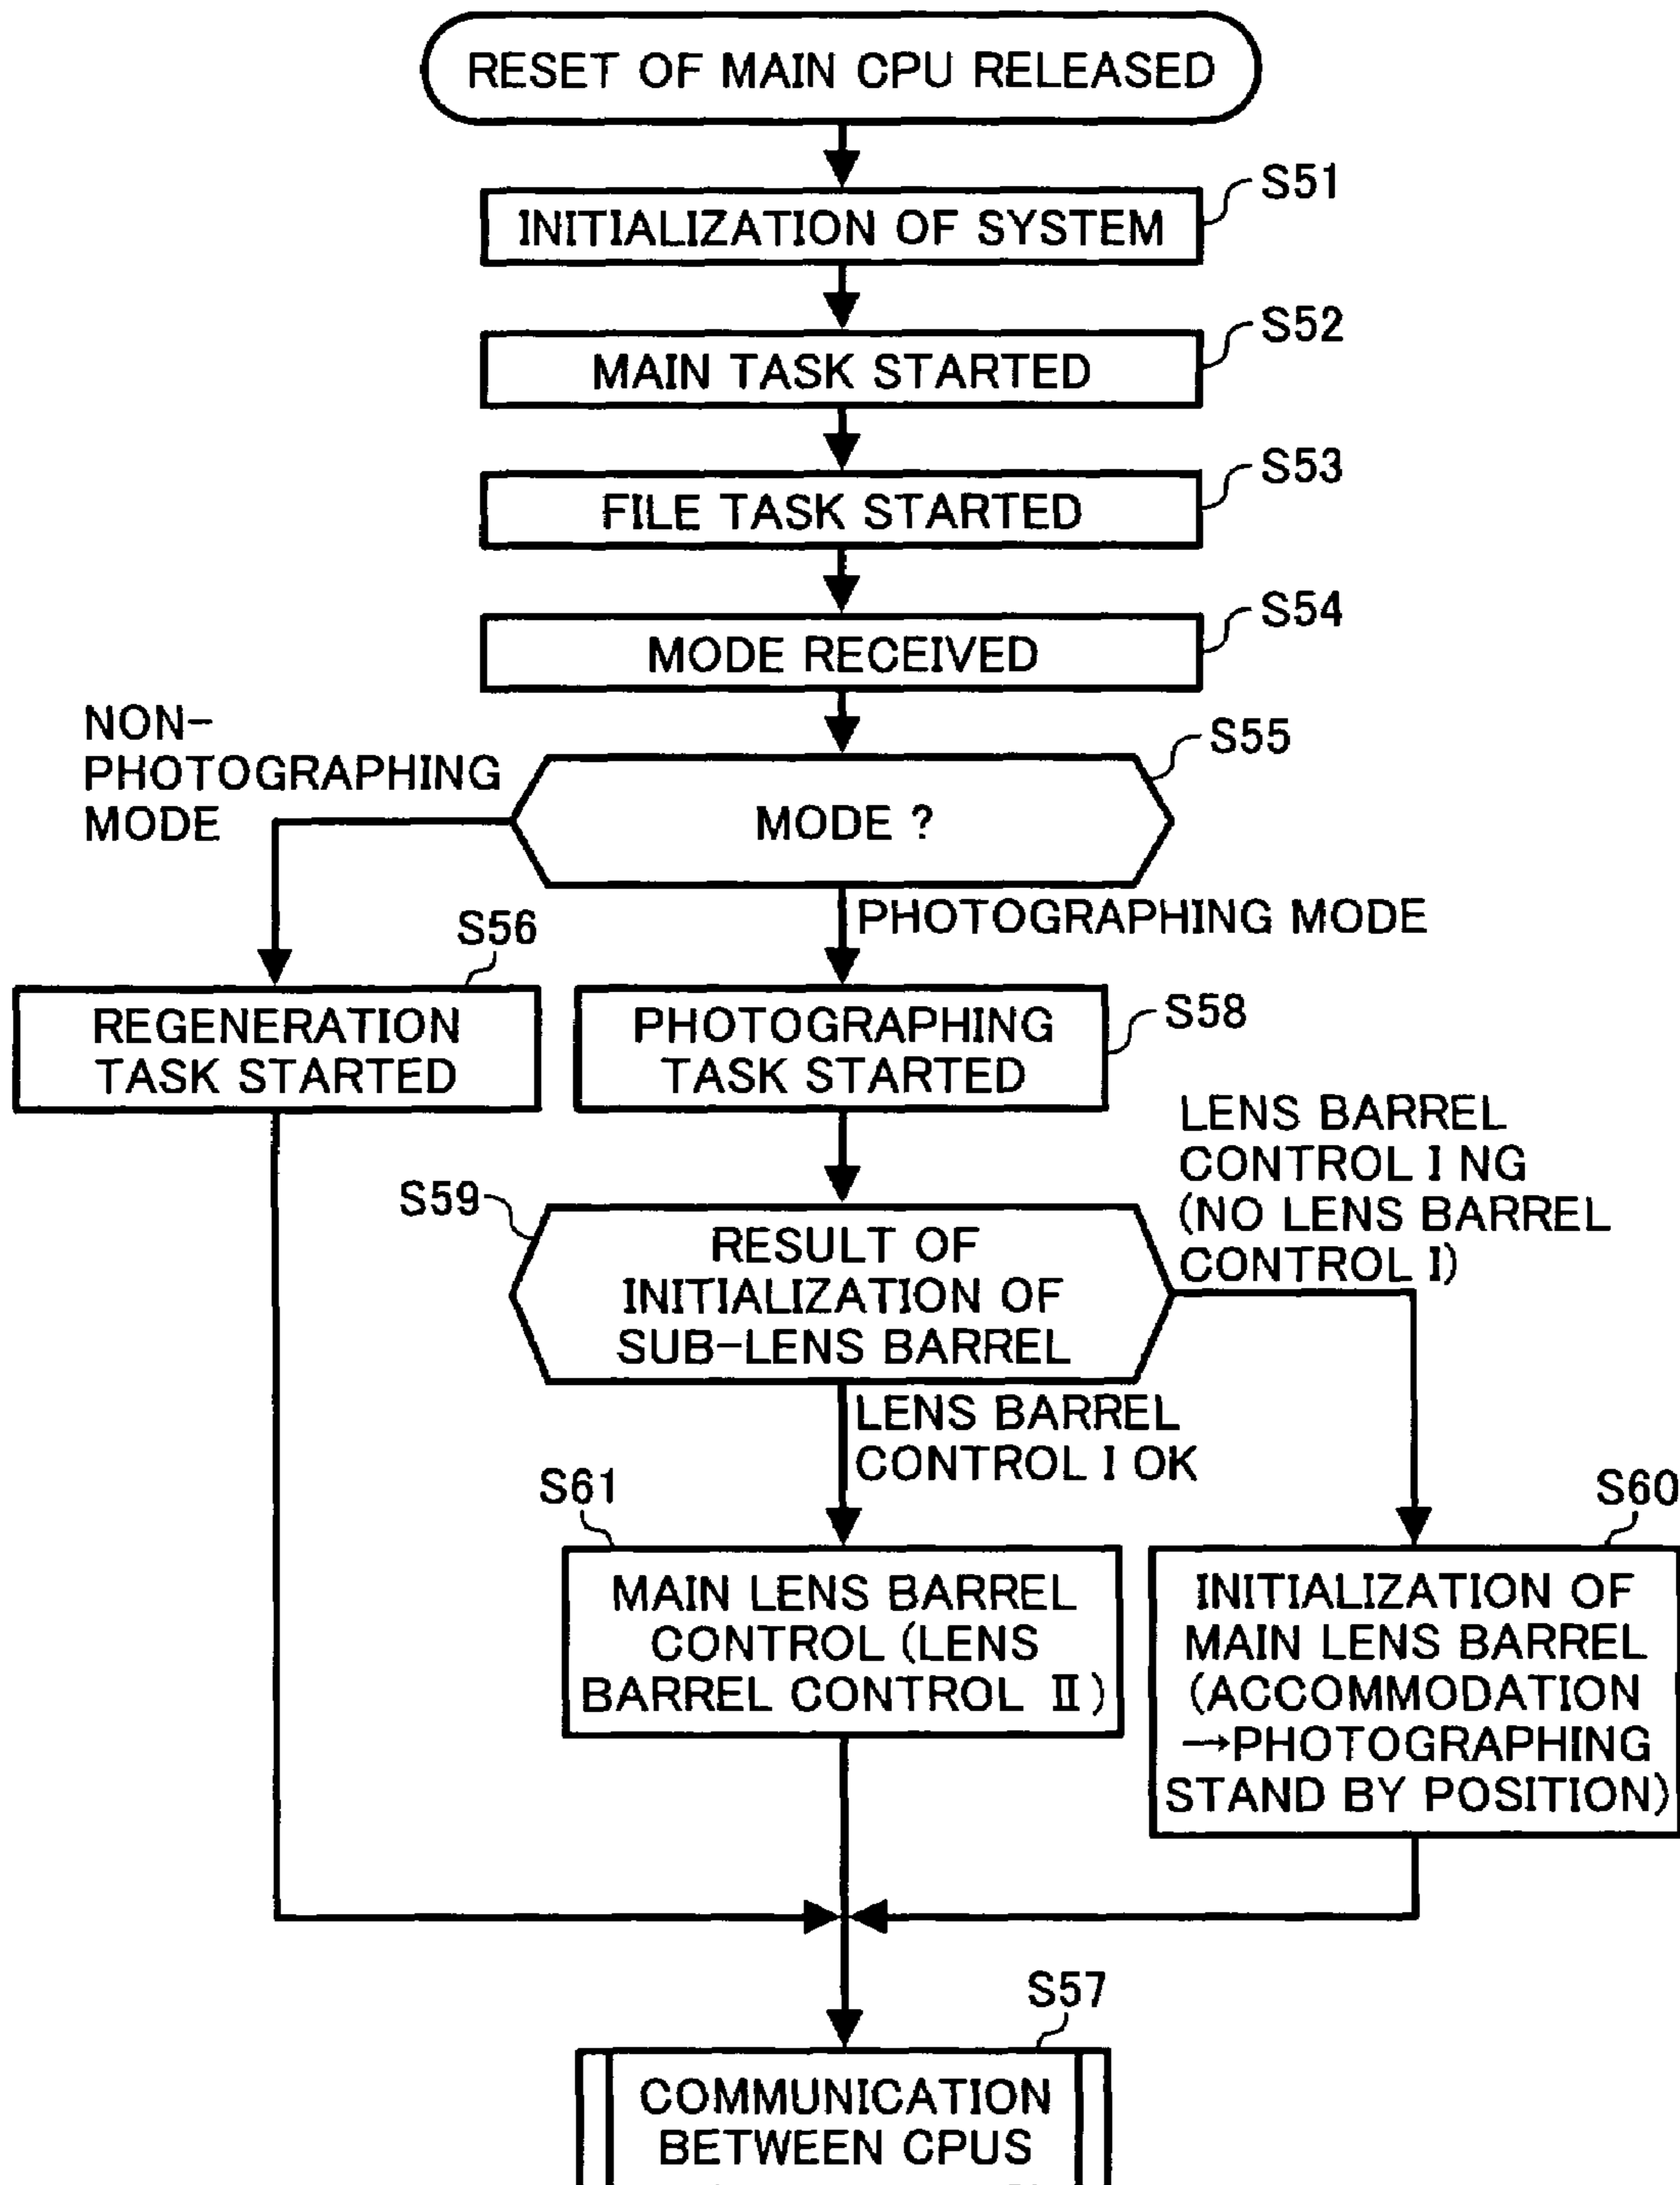 RESET OF MAIN CPU RELEASED
S51
INITIALIZATION OF SYSTEM
S52
MAIN TASK STARTED
S53
FILE TASK STARTED
S54
MODE RECEIVED
NON-
PHOTOGRAPHING
MODE
S55
MODE ?
PHOTOGRAPHING MODE
S56
REGENERATION
TASK STARTED
S58
PHOTOGRAPHING
TASK STARTED
LENS BARREL
CONTROL I NG
(NO LENS BARREL
CONTROL I)
S59
RESULT OF
INITIALIZATION OF
SUB-LENS BARREL
LENS BARREL
CONTROL I OK
S61
MAIN LENS BARREL
CONTROL (LENS
BARREL CONTROL II)
S60
INITIALIZATION OF
MAIN LENS BARREL
(ACCOMMODATION
→PHOTOGRAPHING
STAND BY POSITION)
S57
COMMUNICATION
BETWEEN CPUS